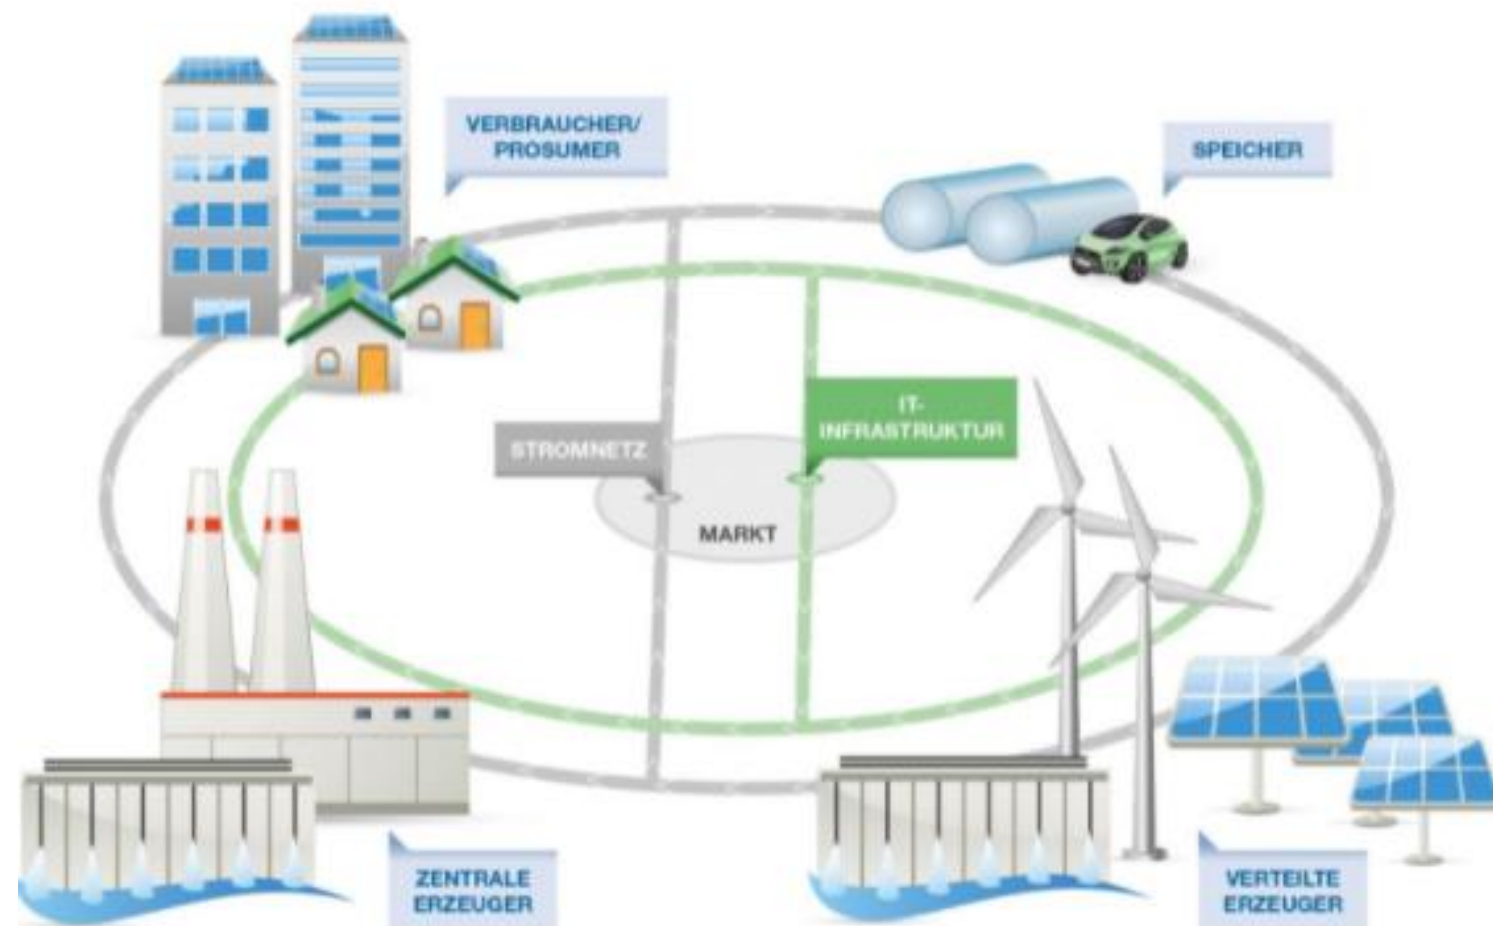 VERBRAUCHER/
PROSUMER
SPEICHER
IT-
INFRASTRUKTUR
STROMNETZ
MARKT
ZENTRALE
ERZEUGER
VERTEILTE
ERZEUGER